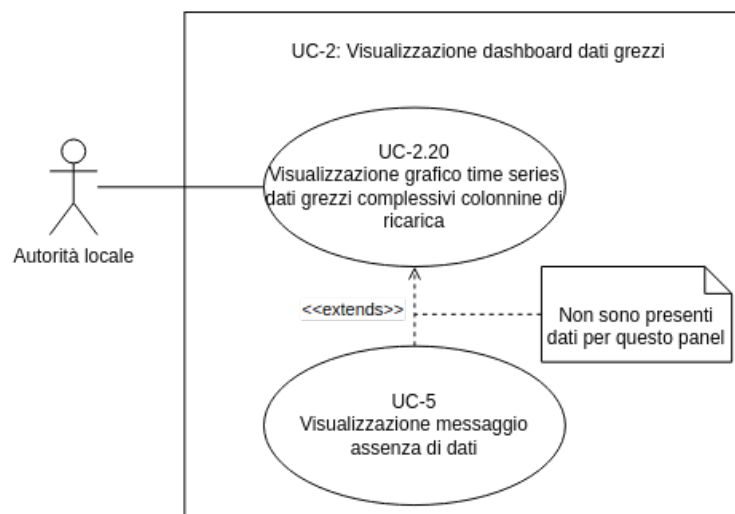 UC-2: Visualizzazione dashboard dati grezzi
UC-2.20
Visualizzazione grafico time series
dati grezzi complessivi colonnine di
ricarica
Autorità locale
<<extends>>
Non sono presenti
dati per questo panel
UC-5
Visualizzazione messaggio
assenza di dati